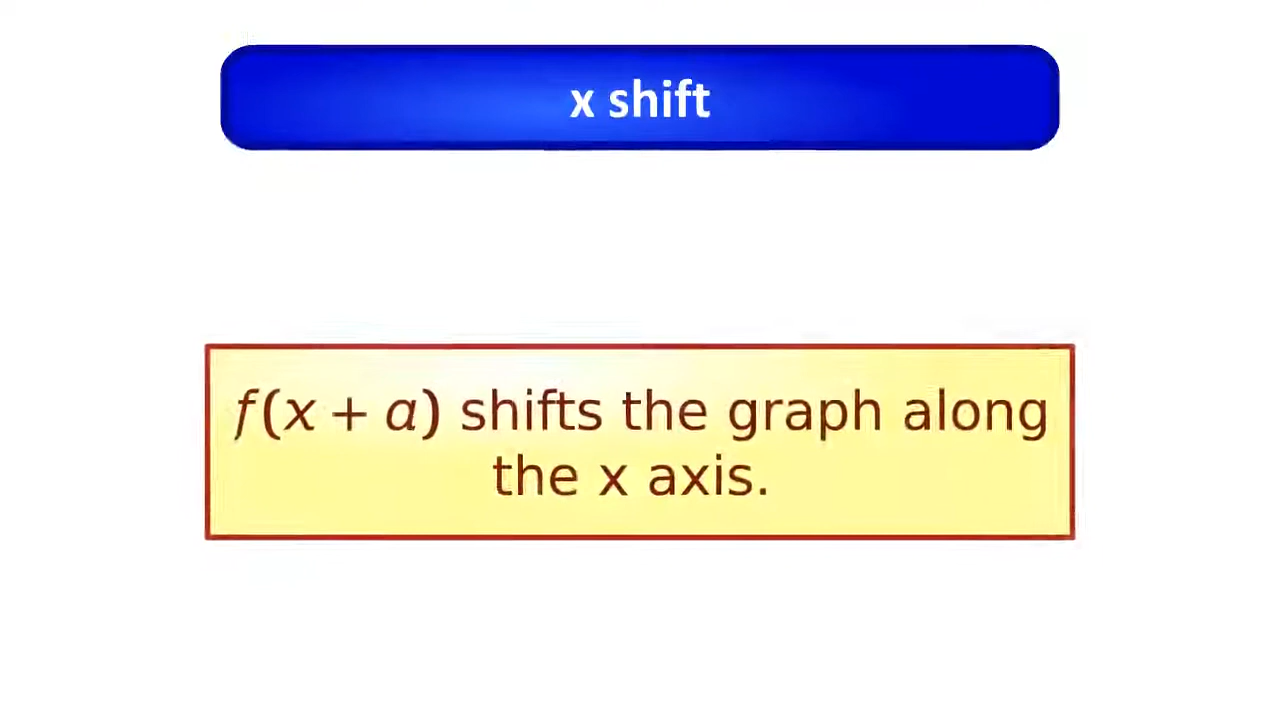 x shift
f(x + a) shifts the graph along
the x axis.